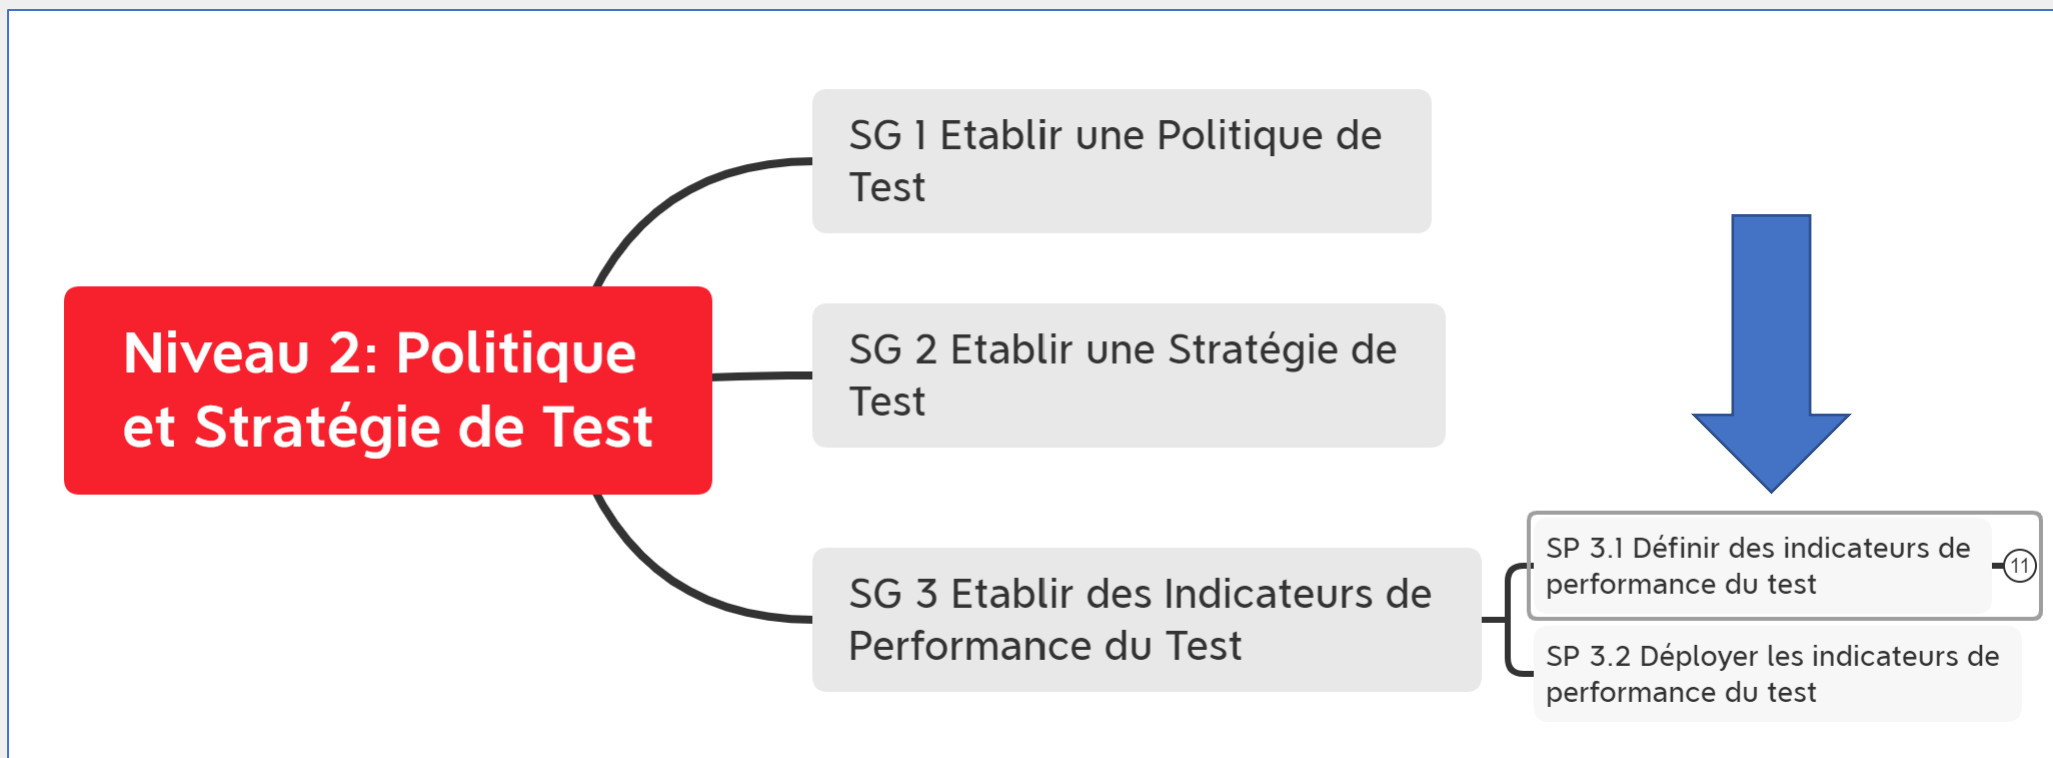 SG 1 Etablir une Politique de
Test
Niveau 2: Politique
et Stratégie de Test
SG 2 Etablir une Stratégie de
Test
SG 3 Etablir des Indicateurs de
Performance du Test
SP 3.1 Définir des indicateurs de
performance du test
11
SP 3.2 Déployer les indicateurs de
performance du test